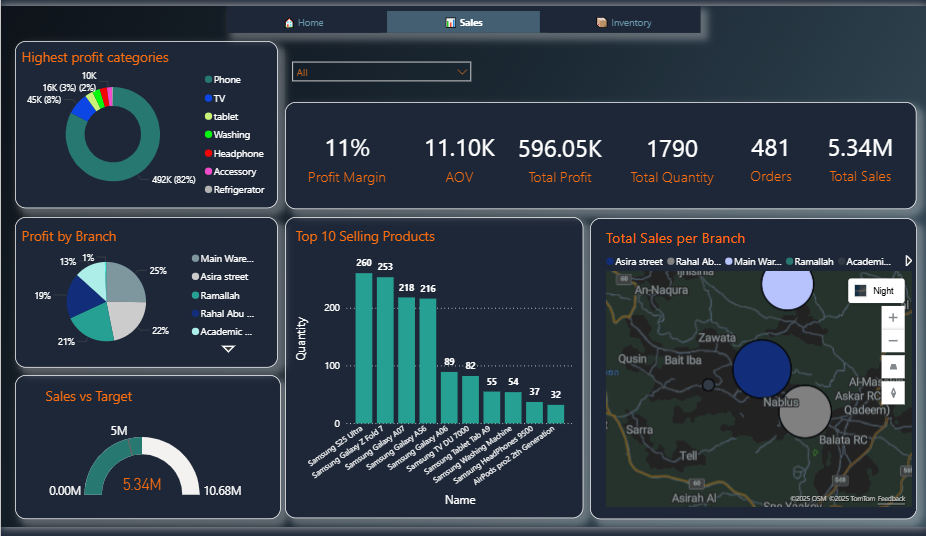 Home
Sales
Inventory
Highest profit categories
10K
16K (3%) (2%)
45K (8%)
492K (82%)
Phone
TV
tablet
Washing
Headphone
Accessory
Refrigerator
All
11%
Profit Margin
11.10K
AOV
596.05K
Total Profit
1790
Total Quantity
481
Orders
5.34M
Total Sales
Profit by Branch
13%
1%
25%
19%
21%
22%
Main Ware...
Asira street
Ramallah
Rahal Abu ...
Academic ...
Sales vs Target
5M
0.00M
5.34M
10.68M
Top 10 Selling Products
Quantity
200
100
0
260
253
218
216
89
82
55
54
37
32
Samsung S25 Ultra
Samsung Galaxy Z Fold 7
Samsung Galaxy A07
Samsung Galaxy A56
Samsung Galaxy A06
Samsung TV DU 7000
Samsung Tablet Tab A9
Samsung Washing Machine
Samsung HeadPhones 9500
AirPods pro2 2th Generation
Name
Total Sales per Branch
Asira street
Rahal Ab...
Main War...
Ramallah
Academi...
60
An-Naqura
Night
Zawata
Qusin
Bait Iba
Nablus
Askar RC
Qadeem)
Sarra
Balata RC
Tell
60
Asirah Al
©2025 OSM ©2025 TomTom Feedback